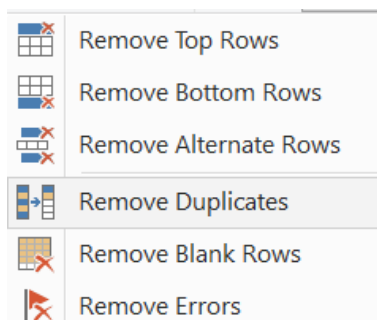 Remove Top Rows
Remove Bottom Rows
Remove Alternate Rows
Remove Duplicates
Remove Blank Rows
Remove Errors